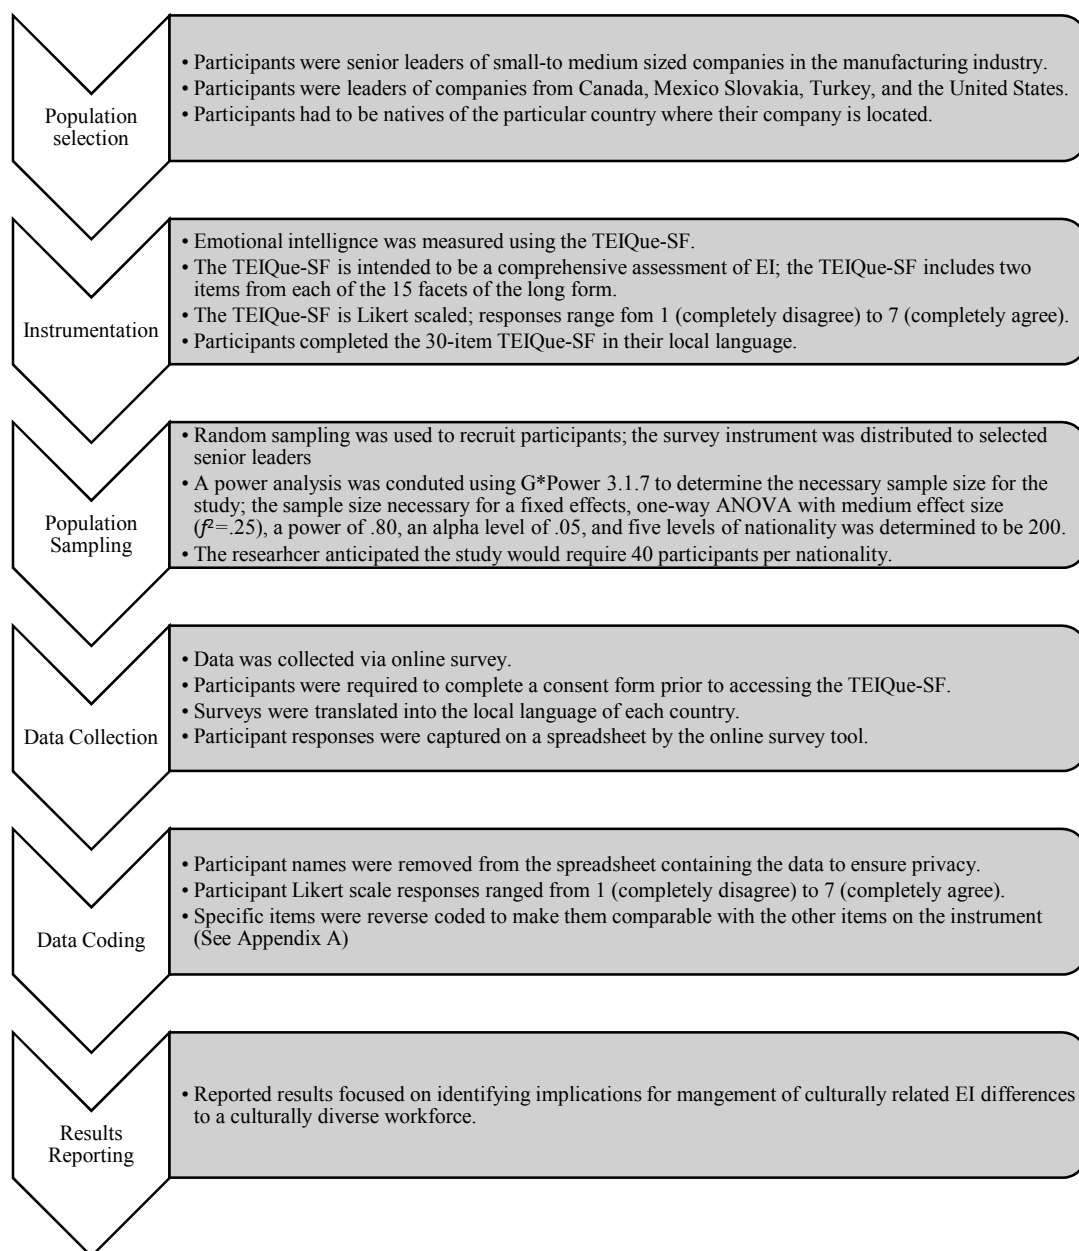 Population
selection
• Participants were senior leaders of small-to medium sized companies in the manufacturing industry.
• Participants were leaders of companies from Canada, Mexico Slovakia, Turkey, and the United States.
• Participants had to be natives of the particular country where their company is located.
Instrumentation
• Emotional intellignce was measured using the TEIQue-SF.
• The TEIQue-SF is intended to be a comprehensive assessment of EI; the TEIQue-SF includes two
items from each of the 15 facets of the long form.
• The TEIQue-SF is Likert scaled; responses range fom 1 (completely disagree) to 7 (completely agree).
• Participants completed the 30-item TEIQue-SF in their local language.
Population
Sampling
• Random sampling was used to recruit participants; the survey instrument was distributed to selected
senior leaders
• A power analysis was conduted using G*Power 3.1.7 to determine the necessary sample size for the
study; the sample size necessary for a fixed effects, one-way ANOVA with medium effect size
(f²=.25), a power of .80, an alpha level of .05, and five levels of nationality was determined to be 200.
• The researhcer anticipated the study would require 40 participants per nationality.
Data Collection
• Data was collected via online survey.
• Participants were required to complete a consent form prior to accessing the TEIQue-SF.
• Surveys were translated into the local language of each country.
• Participant responses were captured on a spreadsheet by the online survey tool.
Data Coding
• Participant names were removed from the spreadsheet containing the data to ensure privacy.
• Participant Likert scale responses ranged from 1 (completely disagree) to 7 (completely agree).
• Specific items were reverse coded to make them comparable with the other items on the instrument
(See Appendix A)
Results
Reporting
• Reported results focused on identifying implications for mangement of culturally related EI differences
to a culturally diverse workforce.